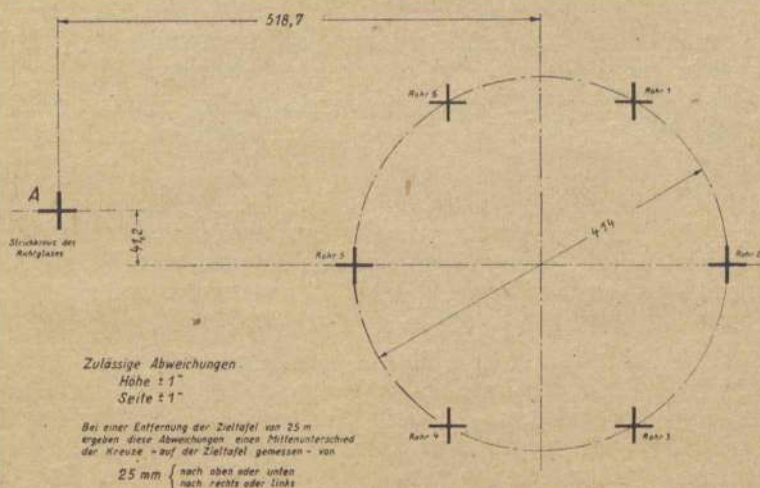 518,7
Rohr 6
Rohr 1
A
41,2
Strichkreuz des
Richtglases
Rohr 5
414
Rohr 2
Zulässige Abweichungen
Höhe ± 1⁻
Seite ± 1⁻
Bei einer Entfernung der Zieltafel von 25 m
ergeben diese Abweichungen einen Mittenunterschied
der Kreuze - auf der Zieltafel gemessen - von
25 mm { nach oben oder unten
nach rechts oder links
Rohr 4
Rohr 3